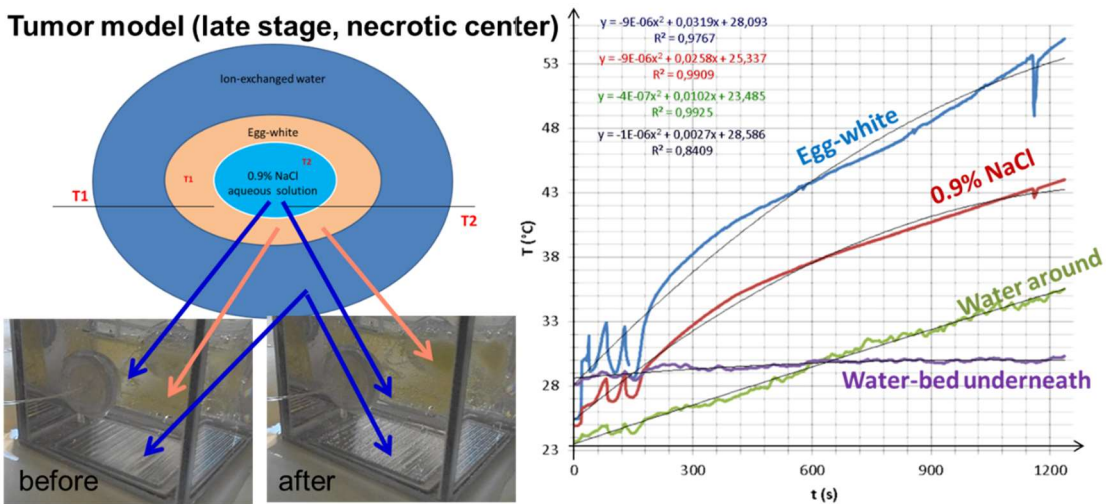 Tumor model (late stage, necrotic center)
Ion-exchanged water
Egg-white
T2
T1
0.9% NaCl
aqueous solution
T1
T2
before
after
y = -9E-06x² + 0,0319x + 28,093
R² = 0,9767
y = -9E-06x² + 0,0258x + 25,337
R² = 0,9909
y = -4E-07x² + 0,0102x + 23,485
R² = 0,9925
y = -1E-06x² + 0,0027x + 28,586
R² = 0,8409
53
48
43
38
33
28
23
T (°C)
Egg-white
0.9% NaCl
Water around
Water-bed underneath
0
300
600
900
1200
t (s)